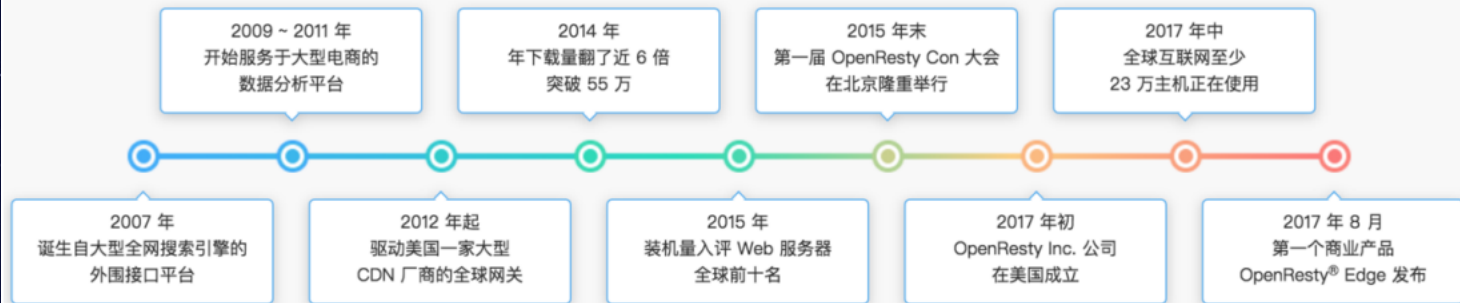 2009 ~ 2011 年
开始服务于大型电商的
数据分析平台
2014 年
年下载量翻了近 6 倍
突破 55 万
2015 年末
第一届 OpenResty Con 大会
在北京隆重举行
2017 年中
全球互联网至少
23 万主机正在使用
2007 年
诞生自大型全网搜索引擎的
外围接口平台
2012 年起
驱动美国一家大型
CDN 厂商的全球网关
2015 年
装机量入评 Web 服务器
全球前十名
2017 年初
OpenResty Inc. 公司
在美国成立
2017 年 8 月
第一个商业产品
OpenResty® Edge 发布